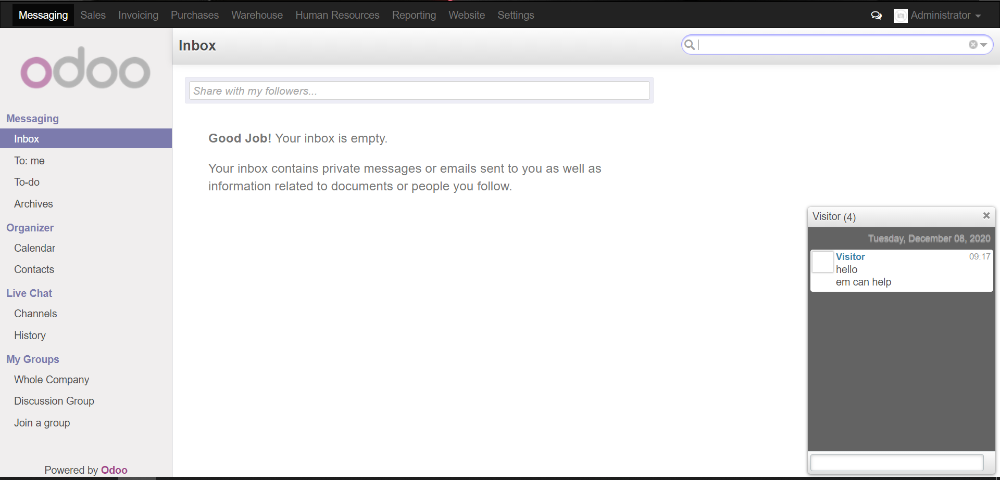 Messaging Sales Invoicing Purchases Warehouse Human Resources Reporting Website Settings Administrator
odoo
Inbox
Share with my followers...
Good Job! Your inbox is empty.
Your inbox contains private messages or emails sent to you as well as
information related to documents or people you follow.
Messaging
Inbox
To: me
To-do
Archives
Organizer
Calendar
Contacts
Live Chat
Channels
History
My Groups
Whole Company
Discussion Group
Join a group
Powered by Odoo
Visitor (4)
Tuesday, December 08, 2020
Visitor 09:17
hello
em can help